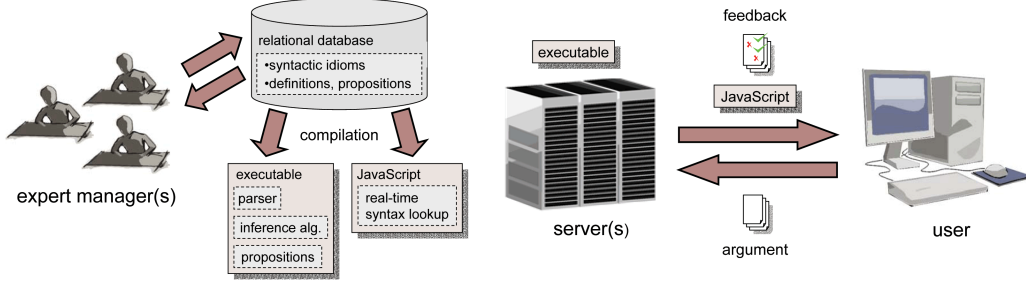 relational database
•syntactic idioms
•definitions, propositions
expert manager(s)
compilation
executable
parser
inference alg.
propositions
JavaScript
real-time
syntax lookup
executable
server(s)
feedback
JavaScript
argument
user